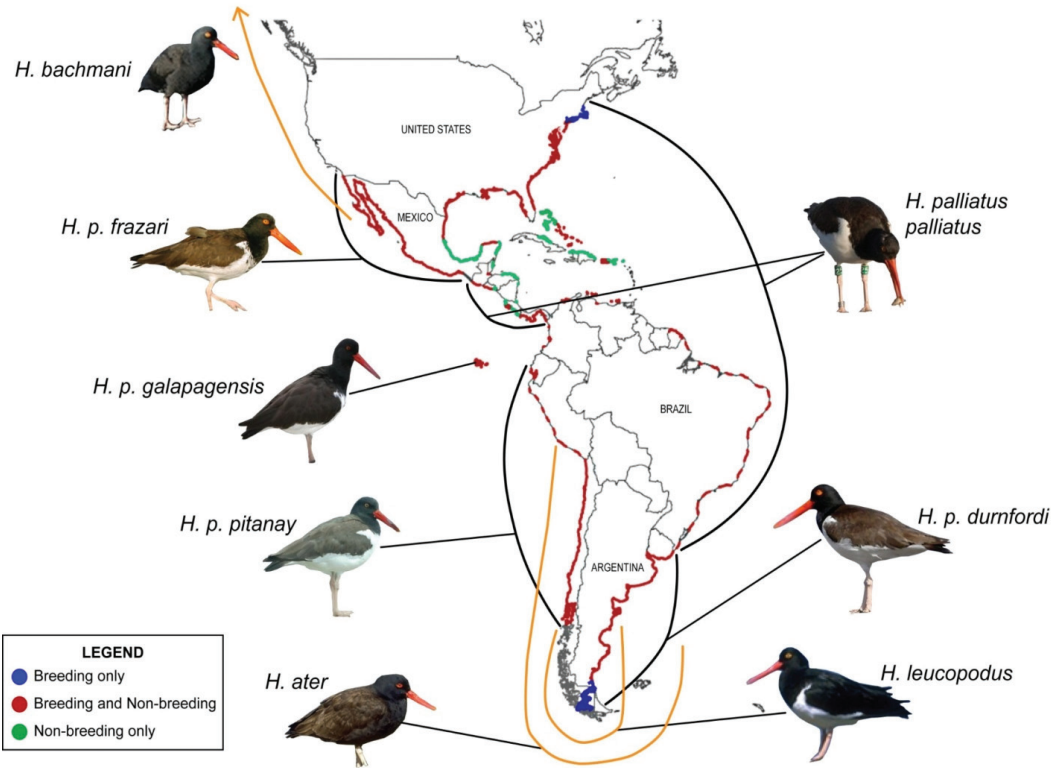 H. bachmani
UNITED STATES
H. p. frazari
MEXICO
H. palliatus
palliatus
H. p. galapagensis
BRAZIL
H. p. pitanay
H. p. durnfordi
ARGENTINA
LEGEND
Breeding only
Breeding and Non-breeding
Non-breeding only
H. ater
H. leucopodus